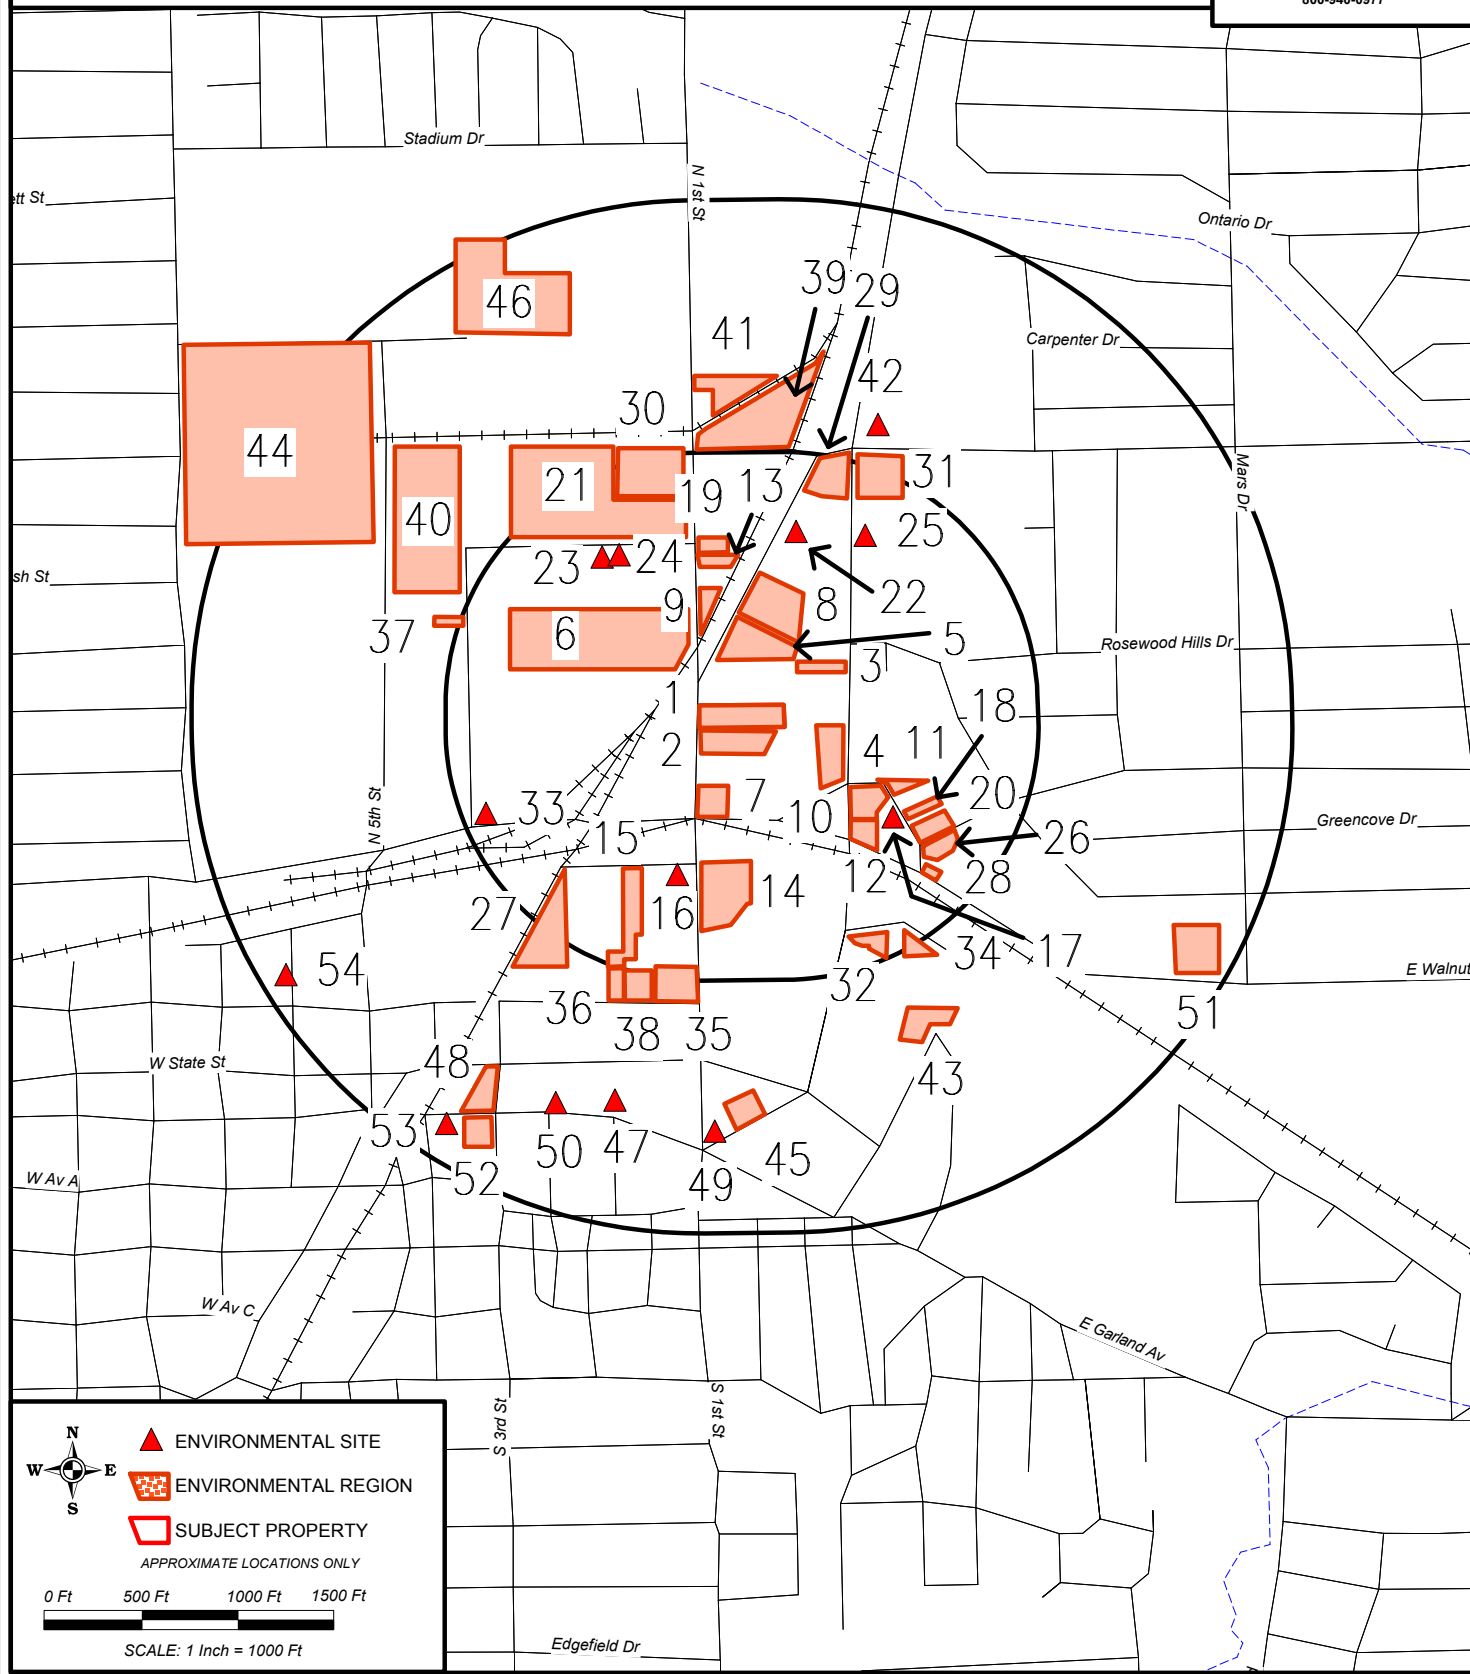 Stadium Dr
N 1st St
Ontario Dr
39
29
46
41
Carpenter Dr
42
30
44
21
31
19
13
Mars Dr
40
25
23
24
sh St
22
9
8
6
37
5
Rosewood Hills Dr
3
1
18
2
4
11
7
20
33
N 5th St
10
15
Greencove Dr
26
12
28
14
16
27
34
17
E Walnut
54
32
36
51
38
35
W State St
48
43
53
47
50
45
52
49
W Av A
W Av C
E Garland Av
S 3rd St
S 1st St
N
W
E
S
ENVIRONMENTAL SITE
ENVIRONMENTAL REGION
SUBJECT PROPERTY
APPROXIMATE LOCATIONS ONLY
0 Ft 500 Ft 1000 Ft 1500 Ft
SCALE: 1 Inch = 1000 Ft
Edgefield Dr